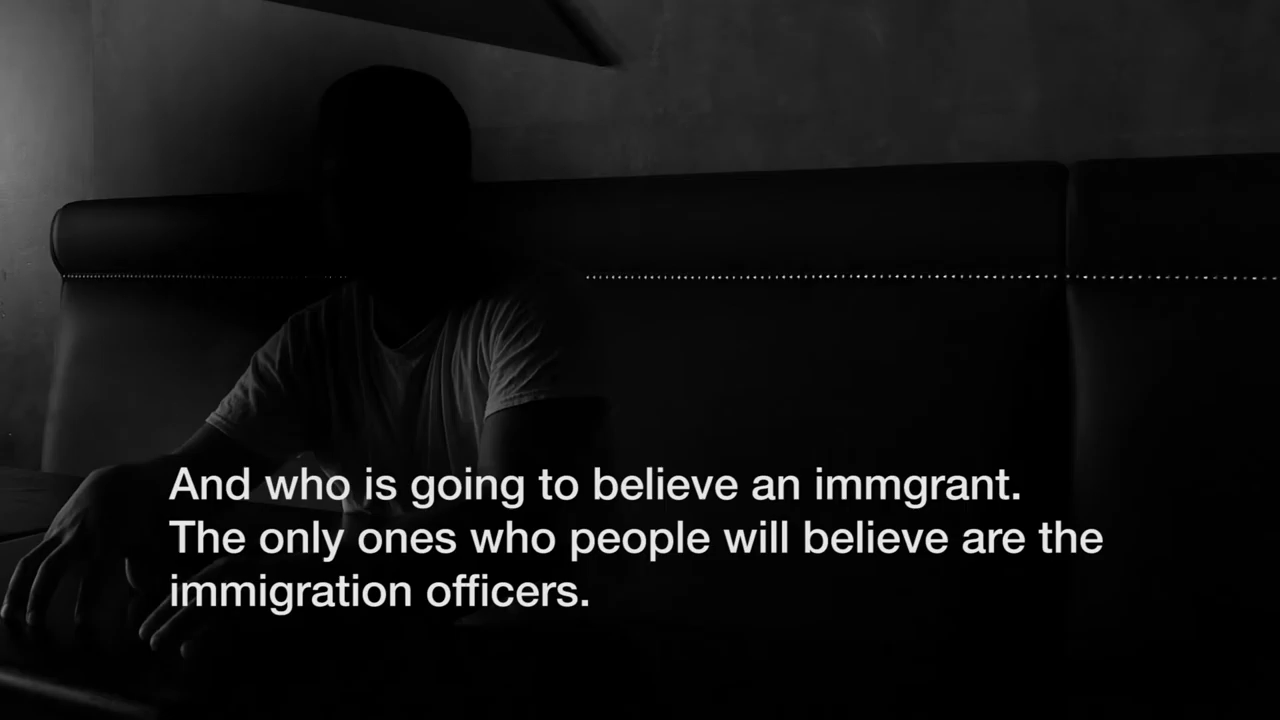 And who is going to believe an immgrant.
The only ones who people will believe are the
immigration officers.